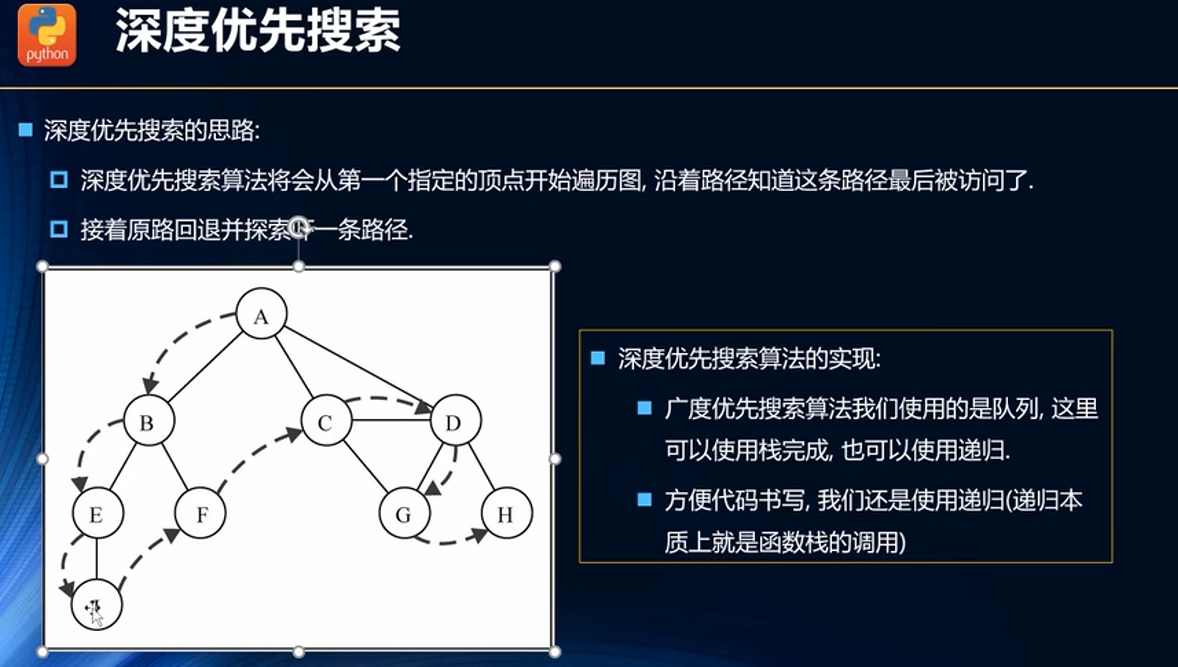 python
深度优先搜索
深度优先搜索的思路:
深度优先搜索算法将会从第一个指定的顶点开始遍历图, 沿着路径知道这条路径最后被访问了.
接着原路回退并探索下一条路径.
A
B
C
D
E
F
G
H
深度优先搜索算法的实现:
广度优先搜索算法我们使用的是队列, 这里
可以使用栈完成, 也可以使用递归.
方便代码书写, 我们还是使用递归(递归本
质上就是函数栈的调用)